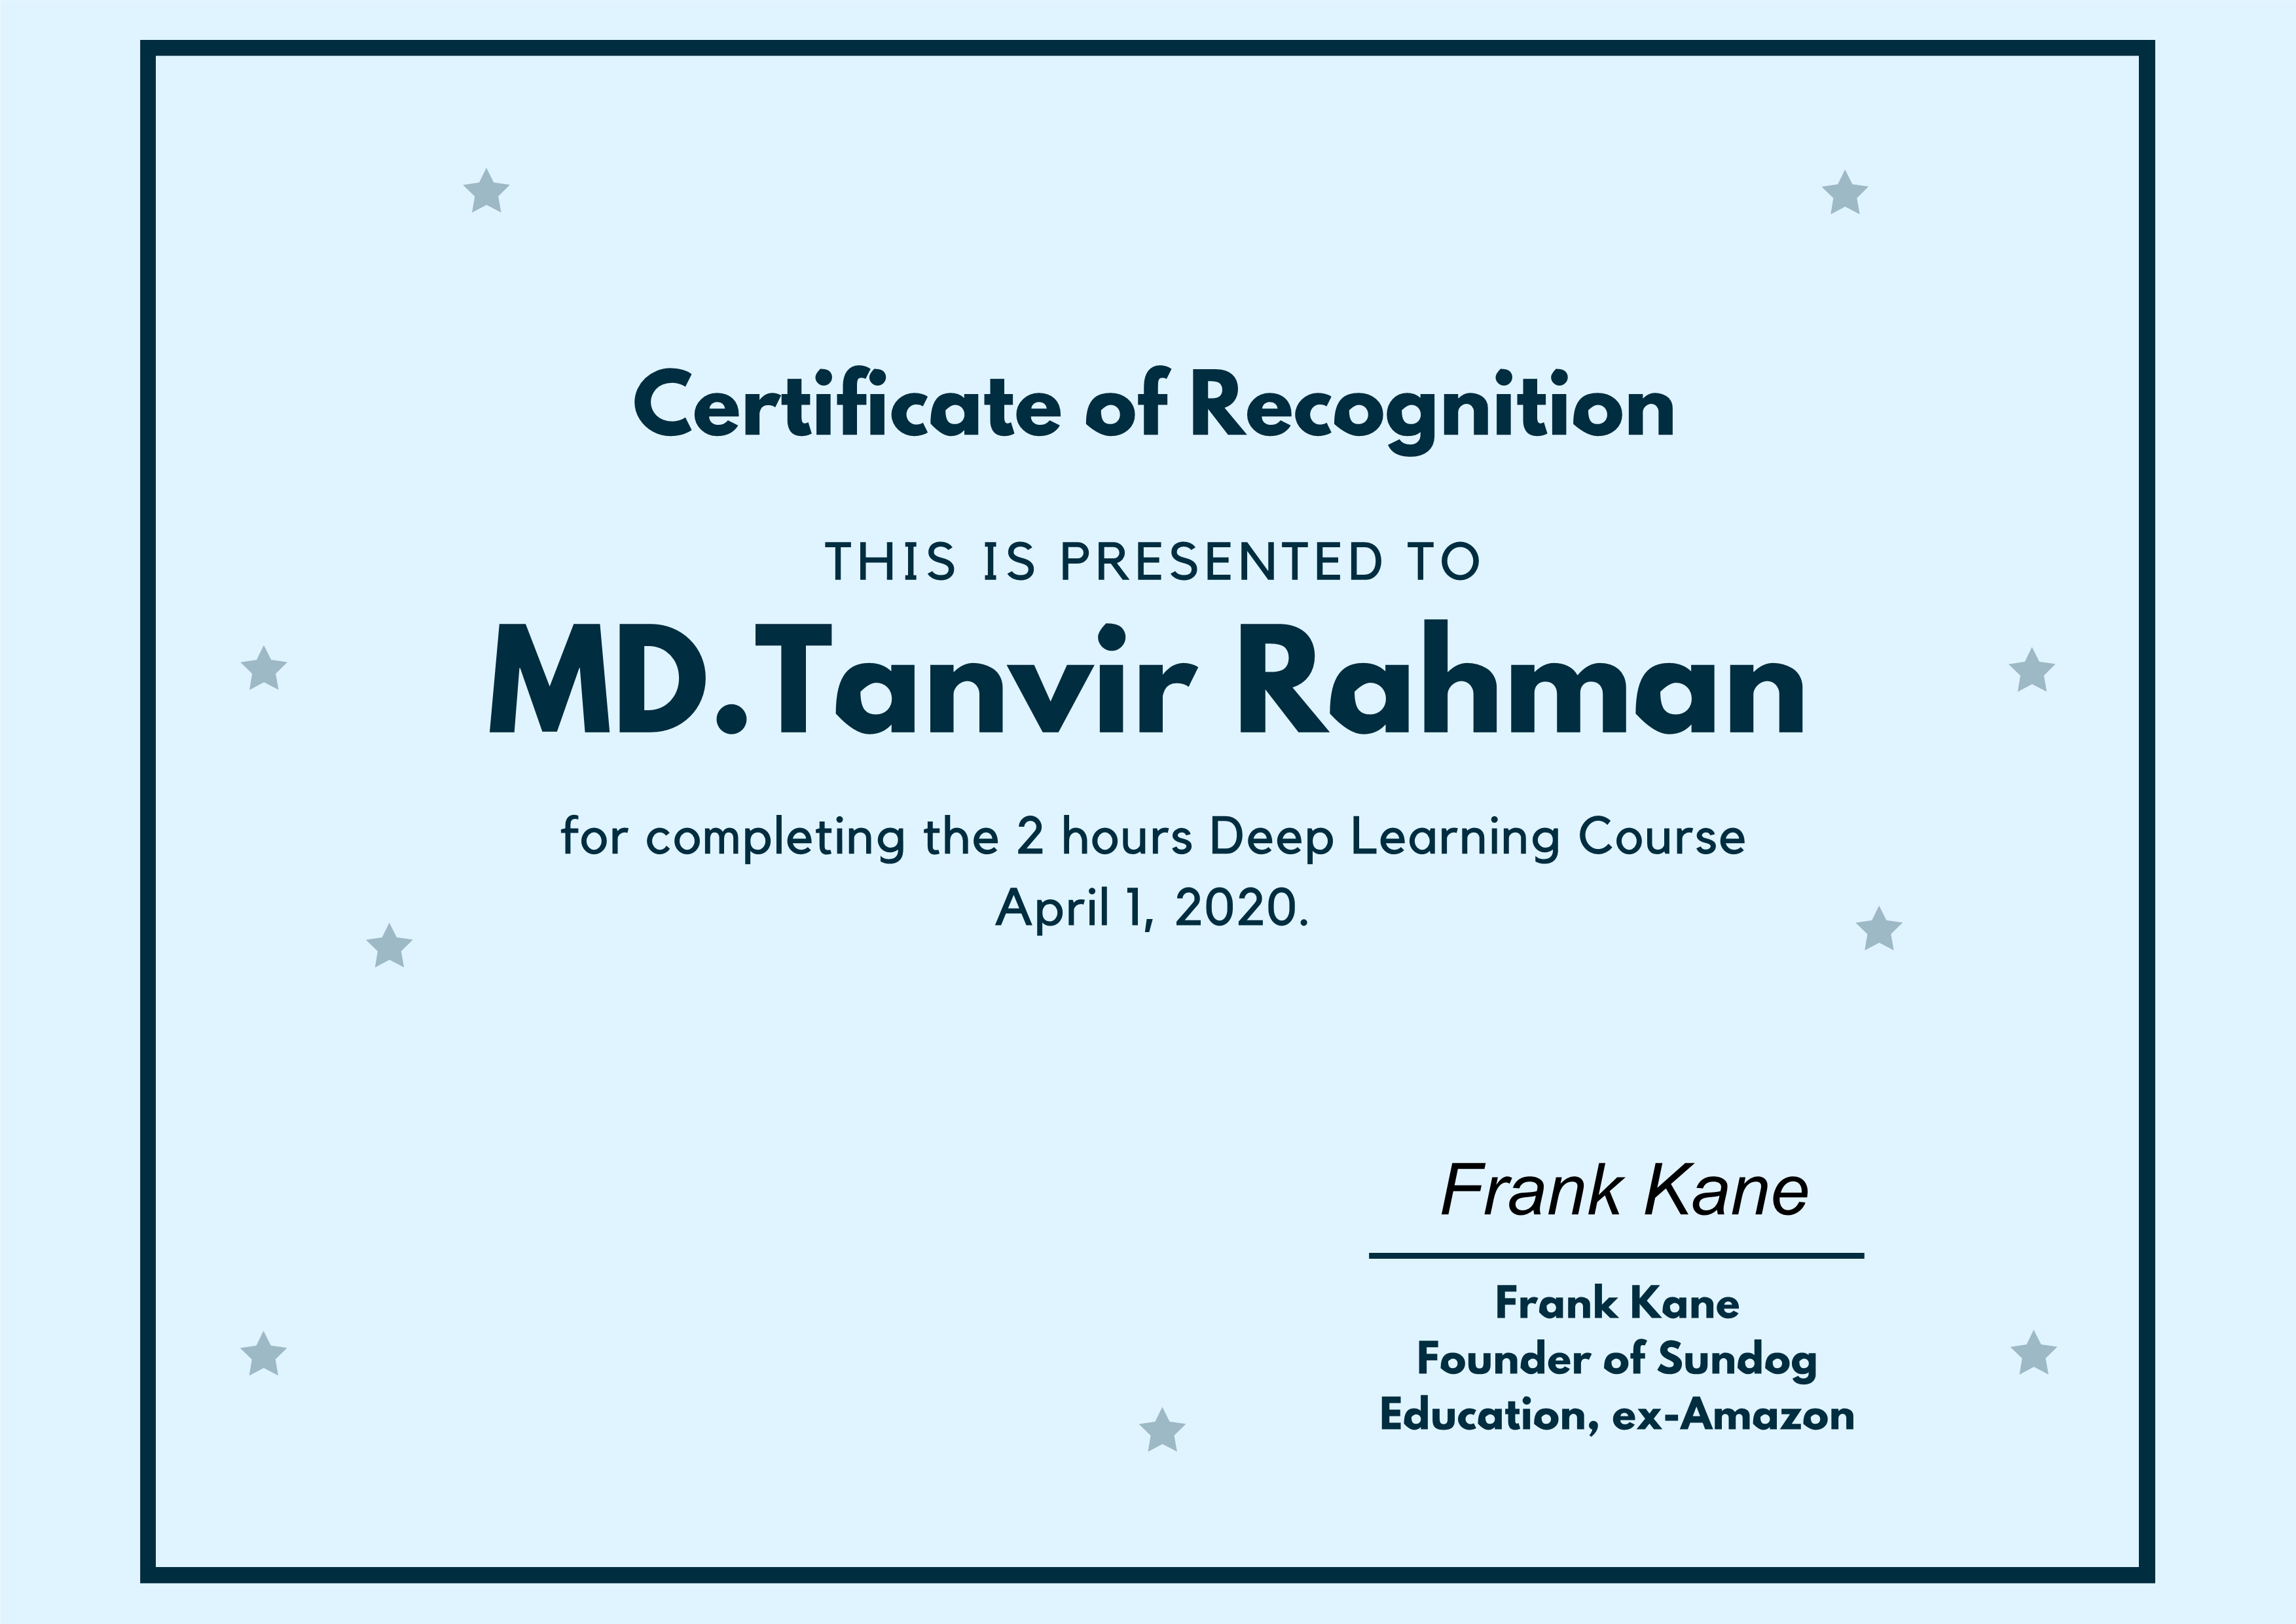 Certificate of Recognition
THIS IS PRESENTED TO
MD.Tanvir Rahman
for completing the 2 hours Deep Learning Course
April 1, 2020.
Frank Kane
Frank Kane
Founder of Sundog
Education, ex-Amazon